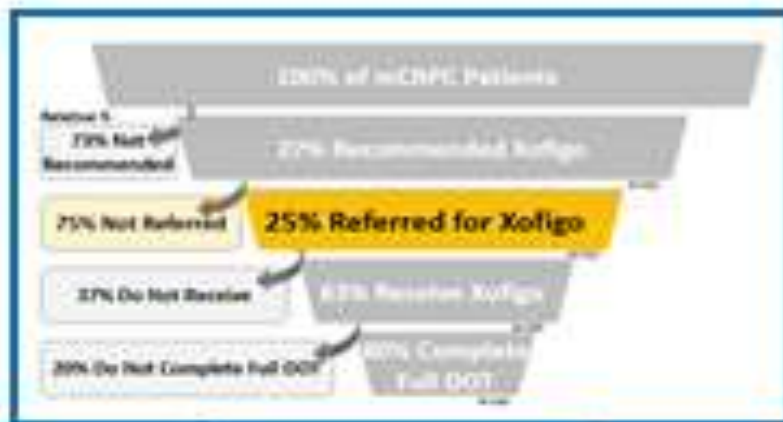 100% of mCRPC Patients
Relative %
73% Not
Recommended
27% Recommended Xofigo
75% Not Referred
25% Referred for Xofigo
37% Do Not Receive
63% Receive Xofigo
20% Do Not Complete Full DOT
80% Complete
Full DOT